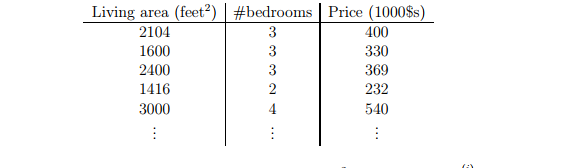 Living area (feet²) #bedrooms Price (1000$s)
2104 3 400
1600 3 330
2400 3 369
1416 2 232
3000 4 540
⋮ ⋮ ⋮